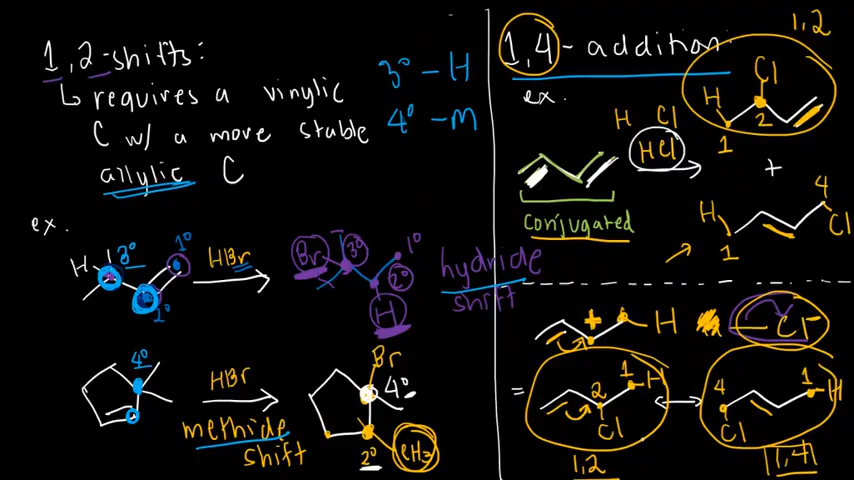 1,2-shifts:
↳ requires a vinylic
C w/ a more stable
allylic C
3° - H
4° - M
ex.
H
3°
1°
2°
HBr
Br
3°
1°
2°
H
hydride
shift
4°
HBr
methide
shift
Br
4°
2°
CH3
1,4-addition:
ex.
H Cl
HCl
conjugated
1,2
Cl
H
1
2
+
H
1
4
Cl
+
H
Cl-
=
2
1
H
Cl
1,2
4
1
H
Cl
1,4